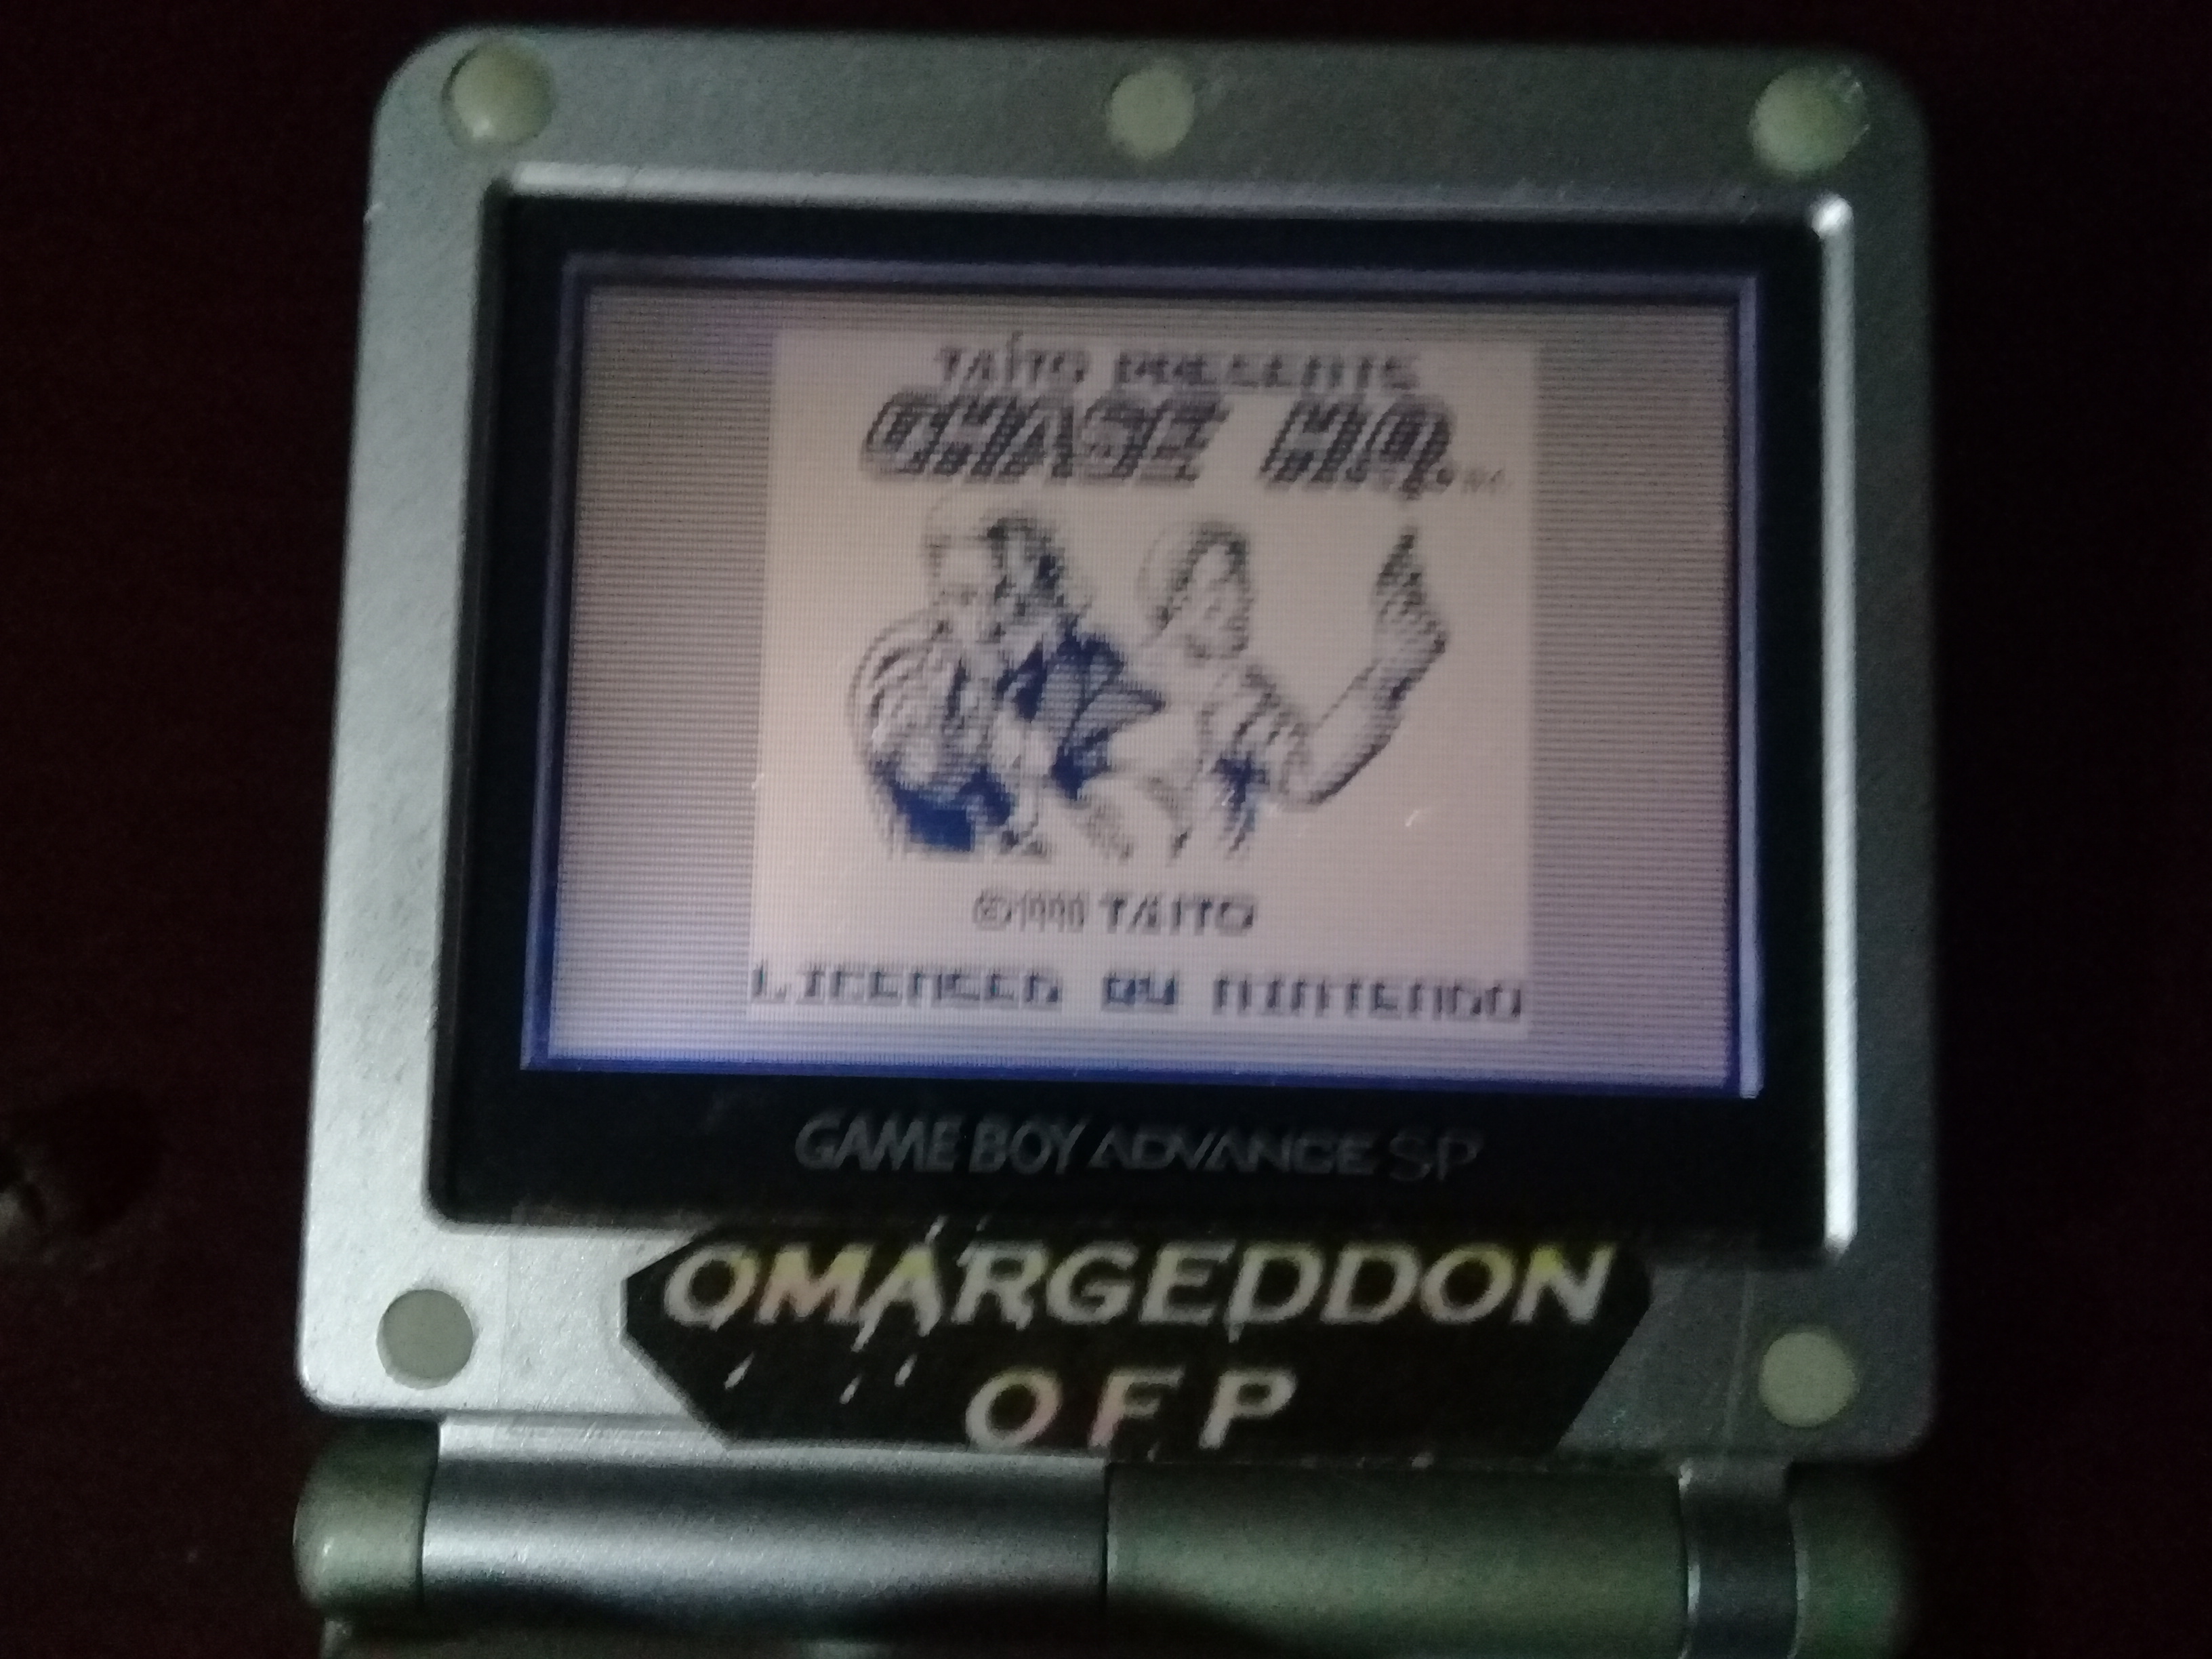 TAITO PRESENTS
CHASE H.Q.
©1990 TAITO
LICENSED BY NINTENDO
GAME BOY ADVANCE SP
OMARGEDDON
OFP